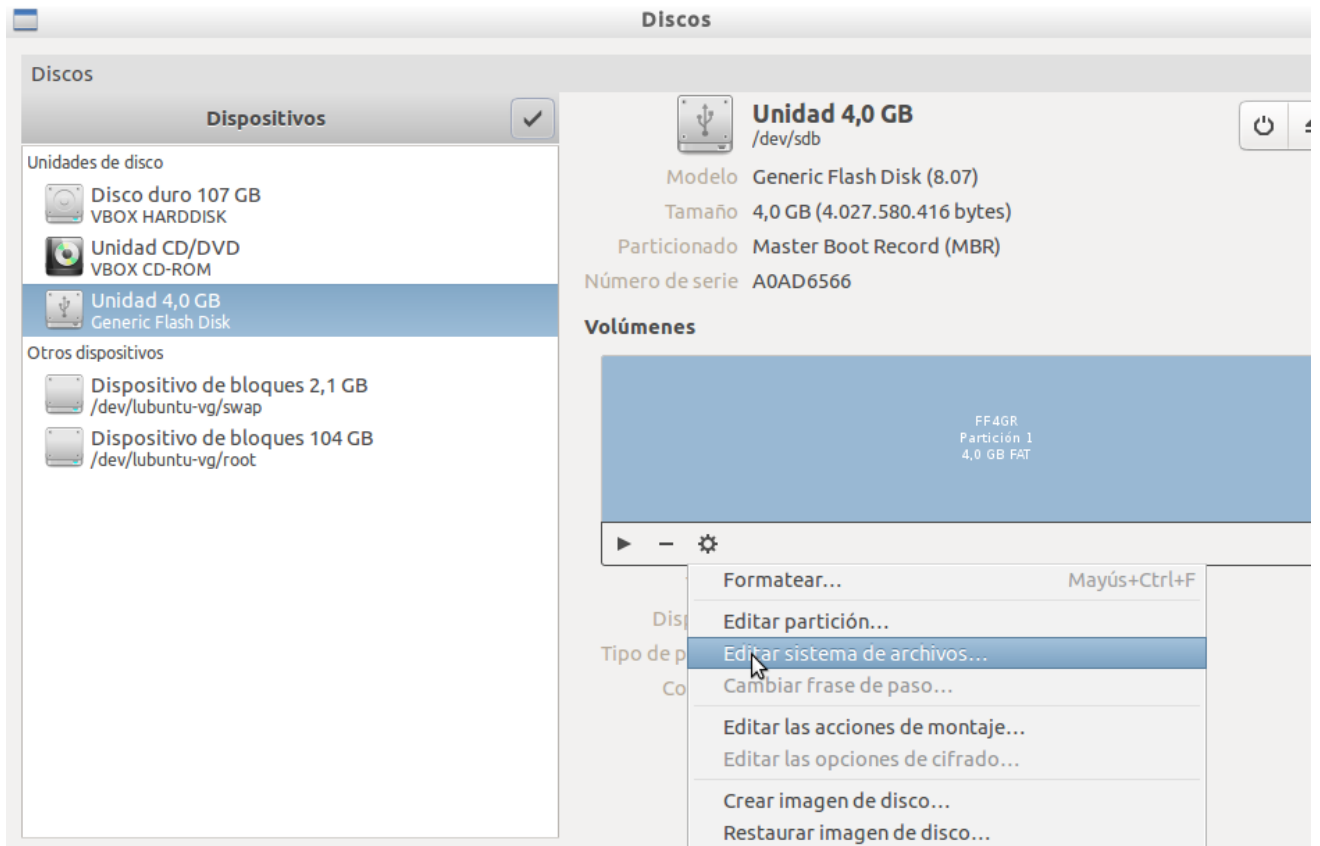 Discos
Discos
Dispositivos
Unidades de disco
Disco duro 107 GB
VBOX HARDDISK
Unidad CD/DVD
VBOX CD-ROM
Unidad 4,0 GB
Generic Flash Disk
Otros dispositivos
Dispositivo de bloques 2,1 GB
/dev/lubuntu-vg/swap
Dispositivo de bloques 104 GB
/dev/lubuntu-vg/root
Unidad 4,0 GB
/dev/sdb
Modelo Generic Flash Disk (8.07)
Tamaño 4,0 GB (4.027.580.416 bytes)
Particionado Master Boot Record (MBR)
Número de serie A0AD6566
Volúmenes
FF4GR
Partición 1
4,0 GB FAT
Formatear... Mayús+Ctrl+F
Editar partición...
Tipo de p
Editar sistema de archivos...
Co
Cambiar frase de paso...
Editar las acciones de montaje...
Editar las opciones de cifrado...
Crear imagen de disco...
Restaurar imagen de disco...